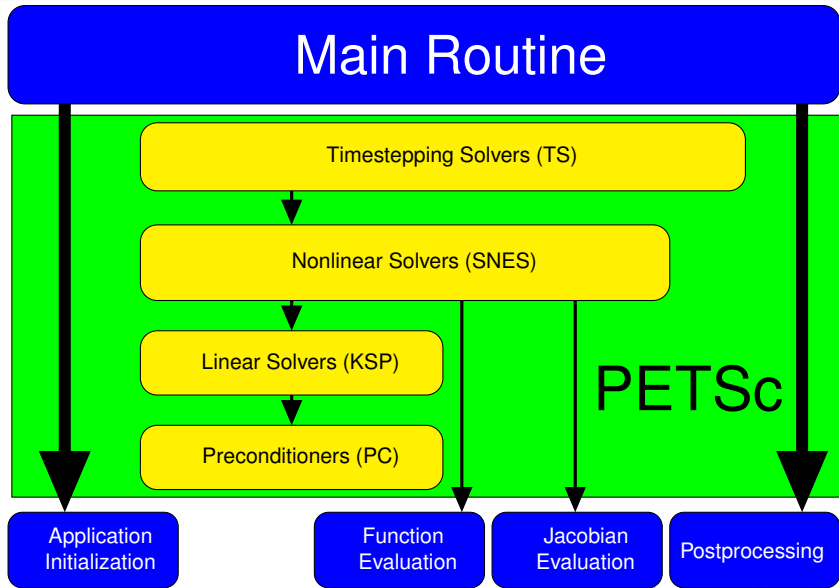 Main Routine
Timestepping Solvers (TS)
Nonlinear Solvers (SNES)
Linear Solvers (KSP)
PETSc
Preconditioners (PC)
Application
Initialization
Function
Evaluation
Jacobian
Evaluation
Postprocessing